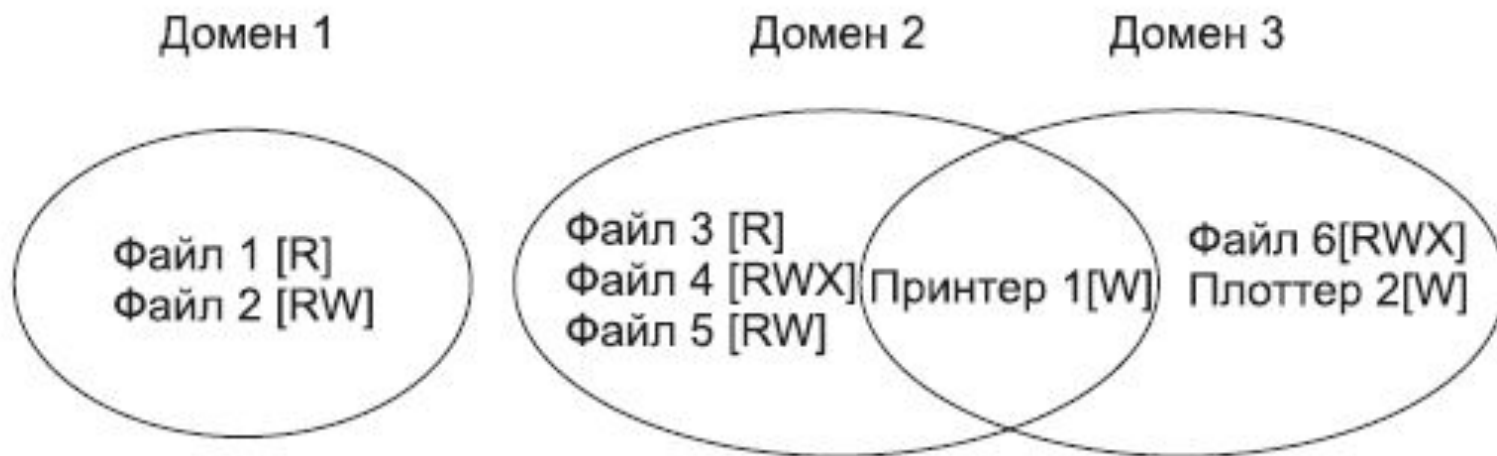 Домен 1
Домен 2
Домен 3
Файл 1 [R]
Файл 2 [RW]
Файл 3 [R]
Файл 4 [RWX]
Файл 5 [RW]
Принтер 1[W]
Файл 6[RWX]
Плоттер 2[W]